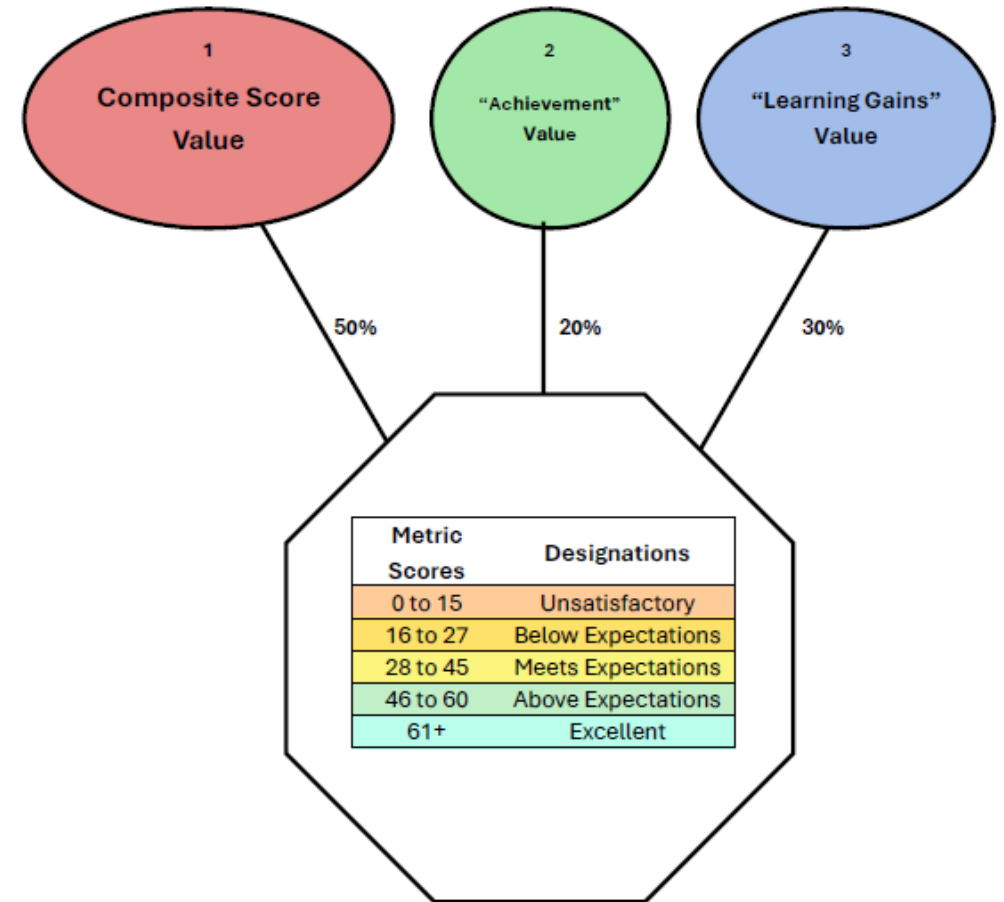 1
Composite Score
Value
2
“Achievement”
Value
3
“Learning Gains”
Value
50%
20%
30%
Metric
Scores
Designations
0 to 15 Unsatisfactory
16 to 27 Below Expectations
28 to 45 Meets Expectations
46 to 60 Above Expectations
61+ Excellent